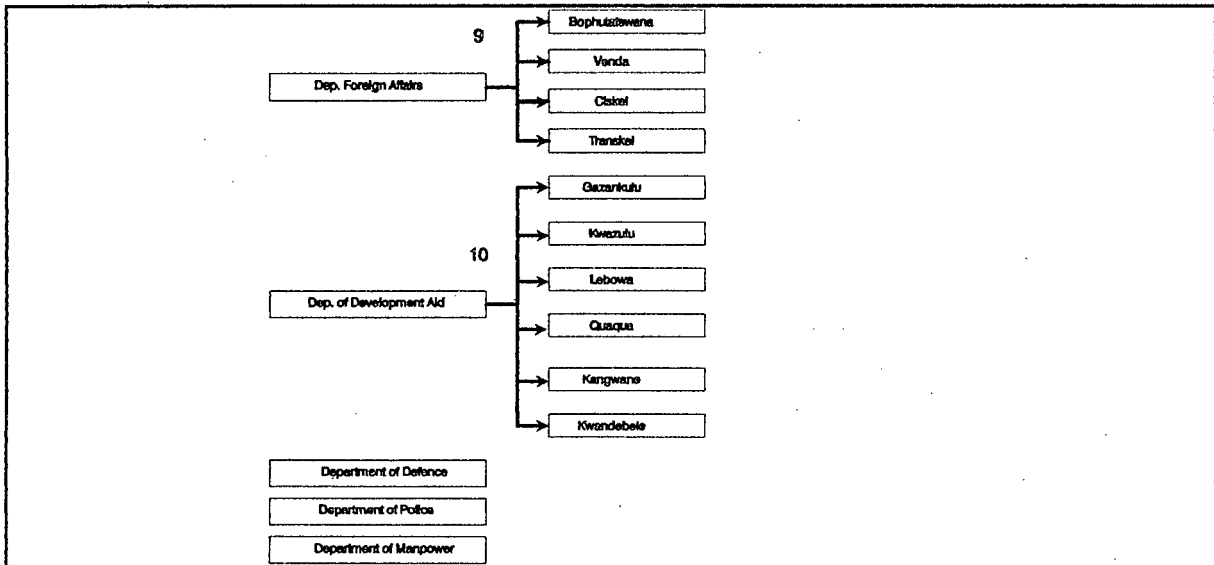 9
Bophutatswana
Venda
Dep. Foreign Affairs
Ciskei
Transkei
Gazankulu
Kwazulu
10
Lebowa
Dep. of Development Aid
Quaqua
Kangwane
Kwandebele
Department of Defence
Department of Police
Department of Manpower